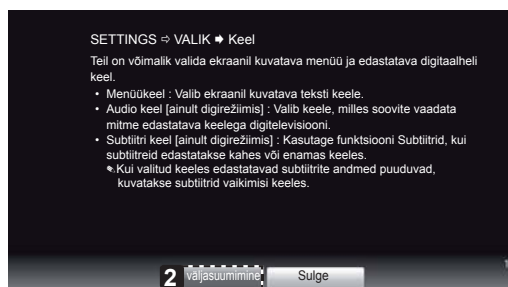 SETTINGS ⇨ VALIK ➡ Keel
Teil on võimalik valida ekraanil kuvatava menüü ja edastatava digitaalheli
keel.
• Menüükeel : Valib ekraanil kuvatava teksti keele.
• Audio keel [ainult digirežiimis] : Valib keele, milles soovite vaadata
mitme edastatava keelega digitelevisiooni.
• Subtiitri keel [ainult digirežiimis] : Kasutage funktsiooni Subtiitrid, kui
subtiitreid edastatakse kahes või enamas keeles.
Kui valitud keeles edastatavad subtiitrite andmed puuduvad,
kuvatakse subtiitrid vaikimisi keeles.
2 väljasuumimine Sulge